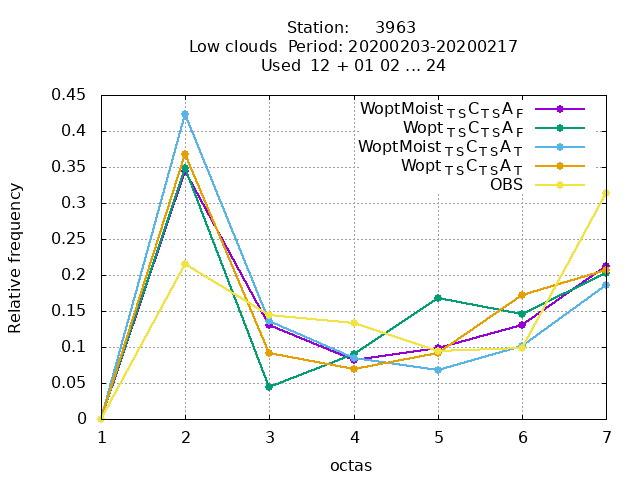 Station: 3963
Low clouds Period: 20200203-20200217
Used 12 + 01 02 ... 24
0.45
0.4
0.35
0.3
0.25
0.2
0.15
0.1
0.05
0
Relative frequency
WoptMoist TS C TS A F
Wopt TS C TS A F
WoptMoist TS C TS A T
Wopt TS C TS A T
OBS
1 2 3 4 5 6 7
octas